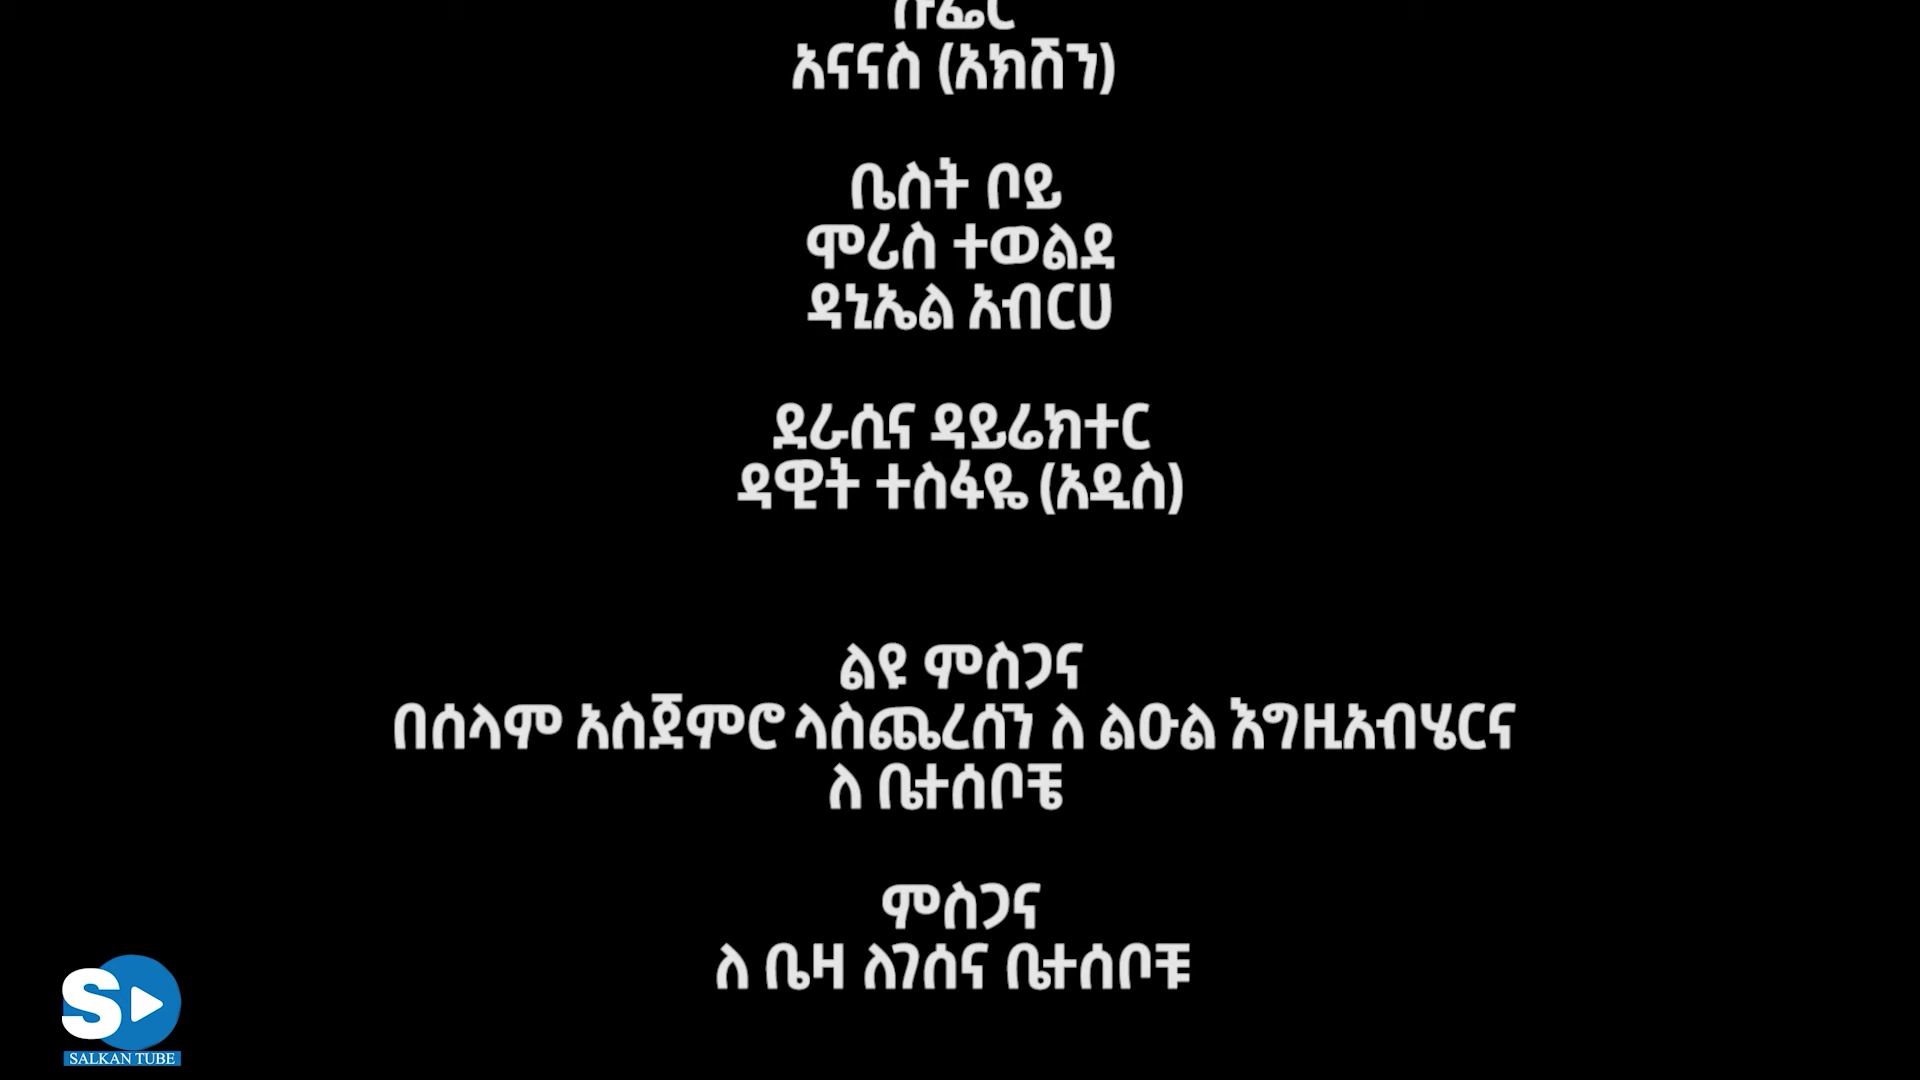 አናናስ (አክሽን)
ቤስት ቦይ
ሞሪስ ተወልደ
ዳኒኤል አብርሀ
ደራሲና ዳይሬክተር
ዳዊት ተስፋዬ (አዲስ)
ልዩ ምስጋና
በሰላም አስጀምሮ ላስጨረሰን ለ ልዑል እግዚአብሄርና
ለ ቤተሰቦቼ
ምስጋና
ለ ቤዛ ለገሰና ቤተሰቦቹ
SALKAN TUBE